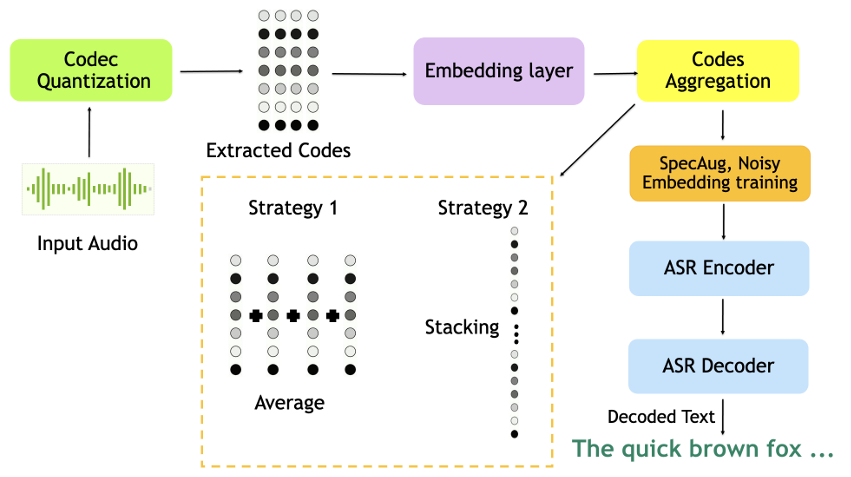 Codec
Quantization
Embedding layer
Codes
Aggregation
Extracted Codes
SpecAug, Noisy
Embedding training
Input Audio
Strategy 1
Strategy 2
Stacking
Average
ASR Encoder
ASR Decoder
Decoded Text
The quick brown fox ...